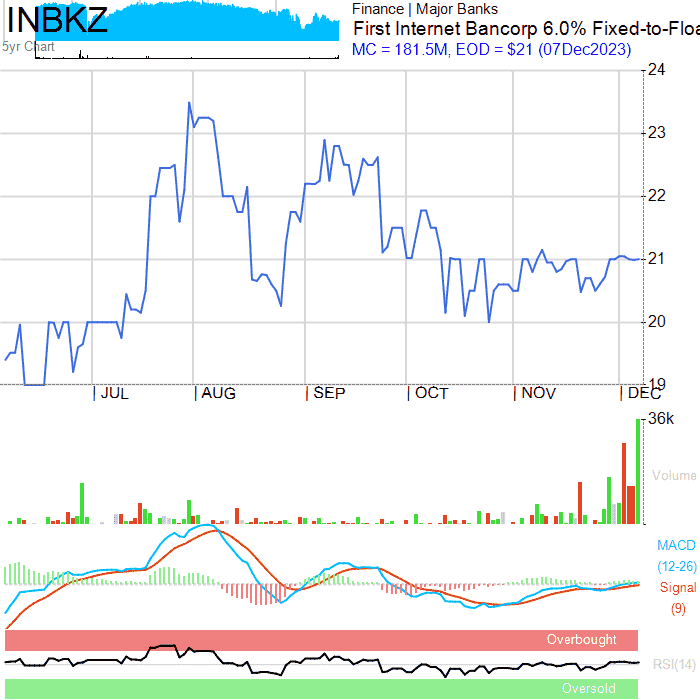 INBKZ
Finance | Major Banks
First Internet Bancorp 6.0% Fixed-to-Floa
5yr Chart
MC = 181.5M, EOD = $21 (07Dec2023)
24
23
22
21
20
19
JUL
AUG
SEP
OCT
NOV
DEC
36k
Volume
MACD
(12-26)
Signal
(9)
Overbought
RSI(14)
Oversold